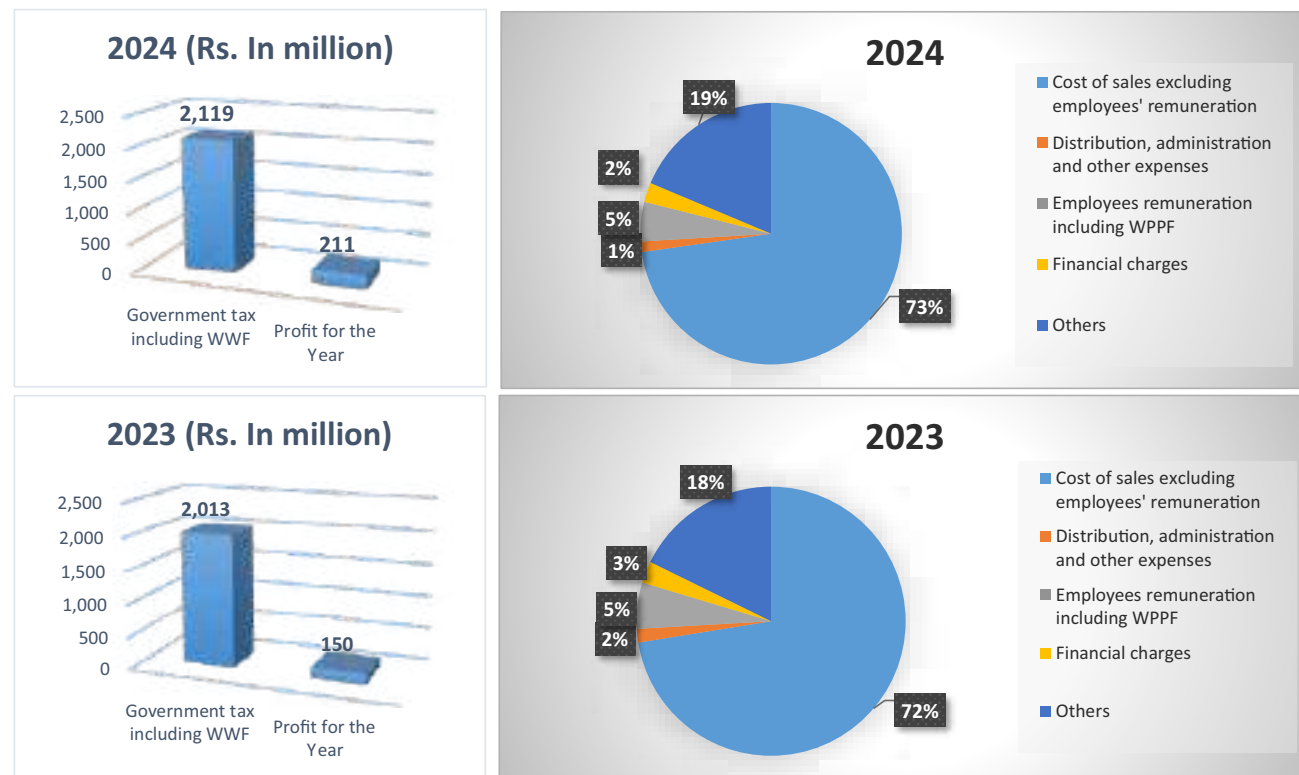 2024 (Rs. In million)
2,500
2,000
1,500
1,000
500
0
2,119
211
Government tax
including WWF
Profit for the
Year
2024
19%
2%
5%
1%
73%
Cost of sales excluding
employees' remuneration
Distribution, administration
and other expenses
Employees remuneration
including WPPF
Financial charges
Others
2023 (Rs. In million)
2,500
2,000
1,500
1,000
500
0
2,013
150
Government tax
including WWF
Profit for the
Year
2023
18%
3%
5%
2%
72%
Cost of sales excluding
employees' remuneration
Distribution, administration
and other expenses
Employees remuneration
including WPPF
Financial charges
Others